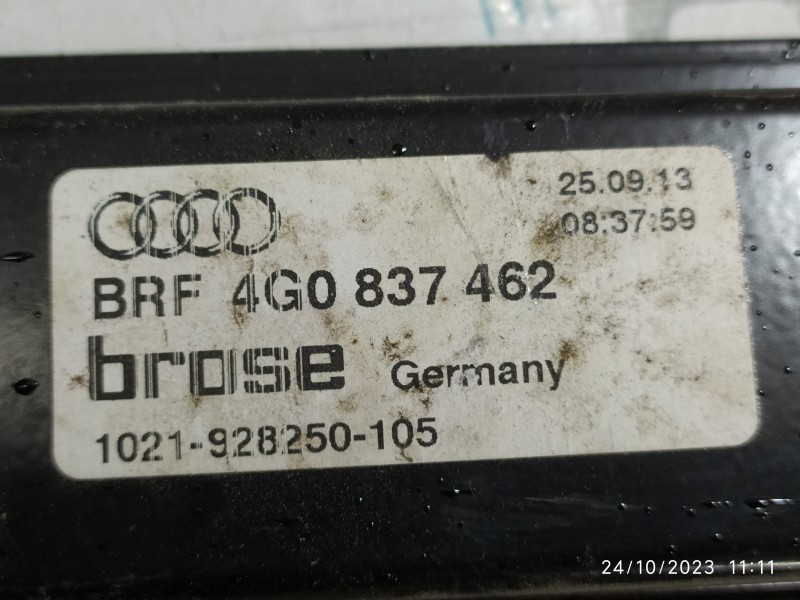 25.09.13
08:37:59
BRF 4G0 837 462
brose Germany
1021-928250-105
24/10/2023 11:11